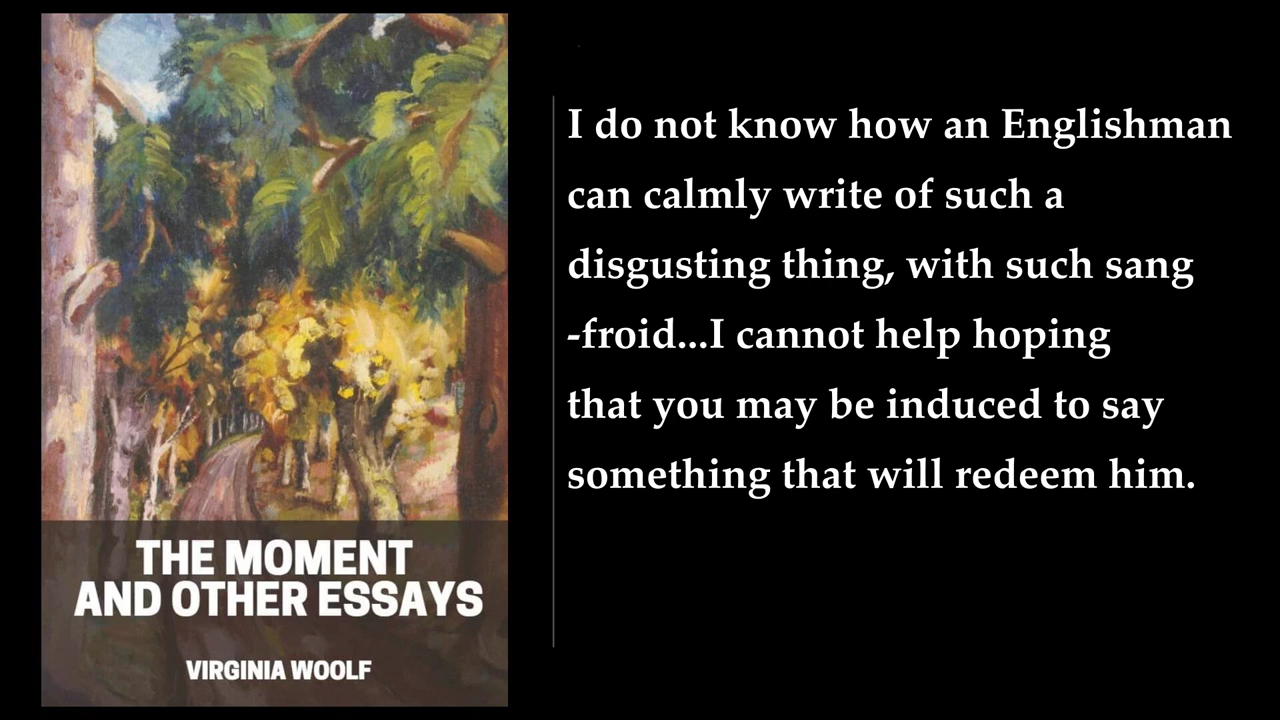 THE MOMENT
AND OTHER ESSAYS
VIRGINIA WOOLF
I do not know how an Englishman
can calmly write of such a
disgusting thing, with such sang
-froid...I cannot help hoping
that you may be induced to say
something that will redeem him.